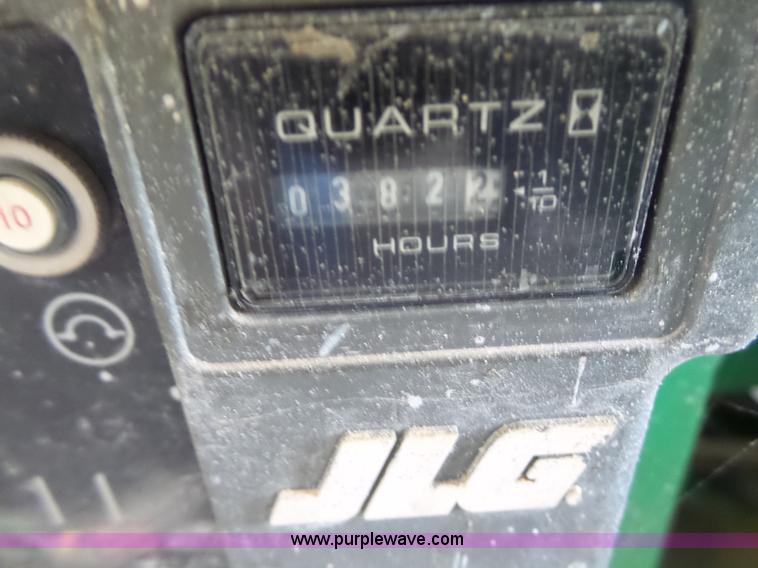 QUARTZ
03822 1/10
HOURS
10
JLG
www.purplewave.com